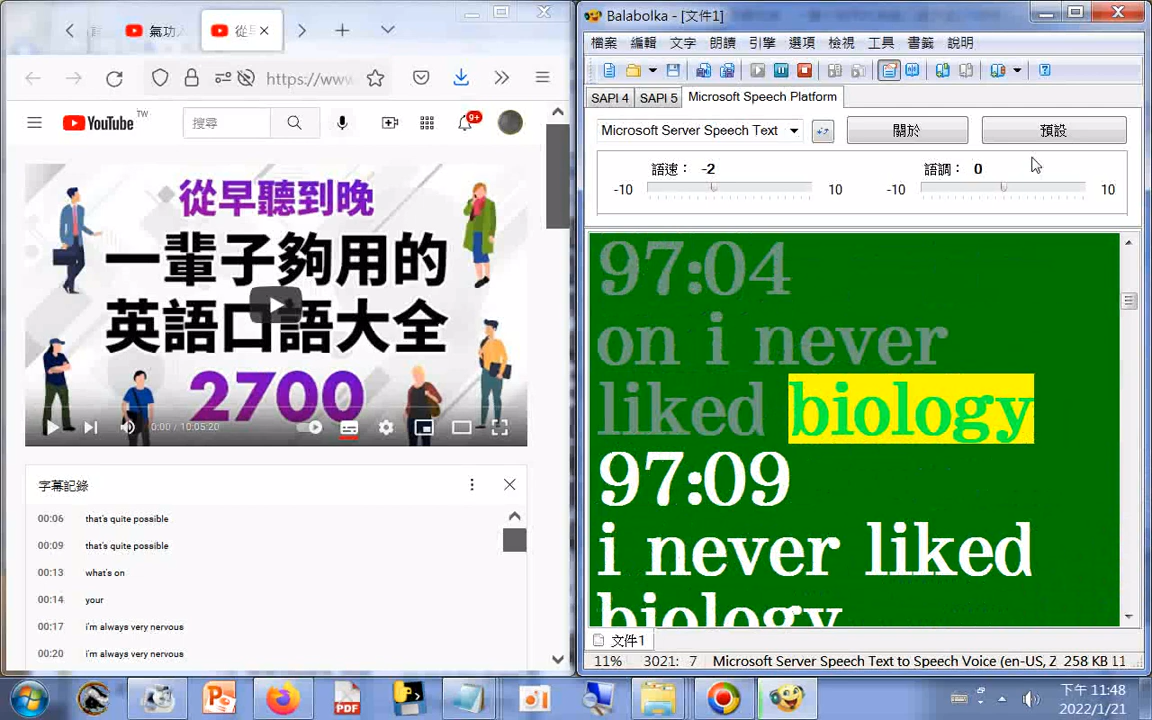 氣功
從
https://www
YouTube TW
搜尋
9+
從早聽到晚
一輩子夠用的
英語口語大全
2700
0:00 / 10:05:20
字幕記錄
00:06 that's quite possible
00:09 that's quite possible
00:13 what's on
00:14 your
00:17 i'm always very nervous
00:20 i'm always very nervous
Balabolka - [文件1]
檔案 編輯 文字 朗讀 引擎 選項 檢視 工具 書籤 說明
SAPI 4 SAPI 5 Microsoft Speech Platform
Microsoft Server Speech Text 關於 預設
語速： -2 語調： 0
-10 10 -10 10
97:04
on i never
liked biology
97:09
i never liked
biology
文件1
11% 3021: 7 Microsoft Server Speech Text to Speech Voice (en-US, Z 258 KB 11
PDF
下午 11:48
2022/1/21